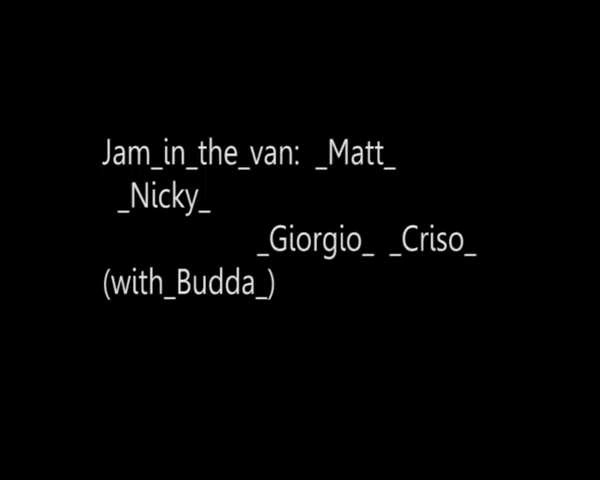 Jam_in_the_van:  _Matt_
_Nicky_
_Giorgio_  _Criso_
(with_Budda_)